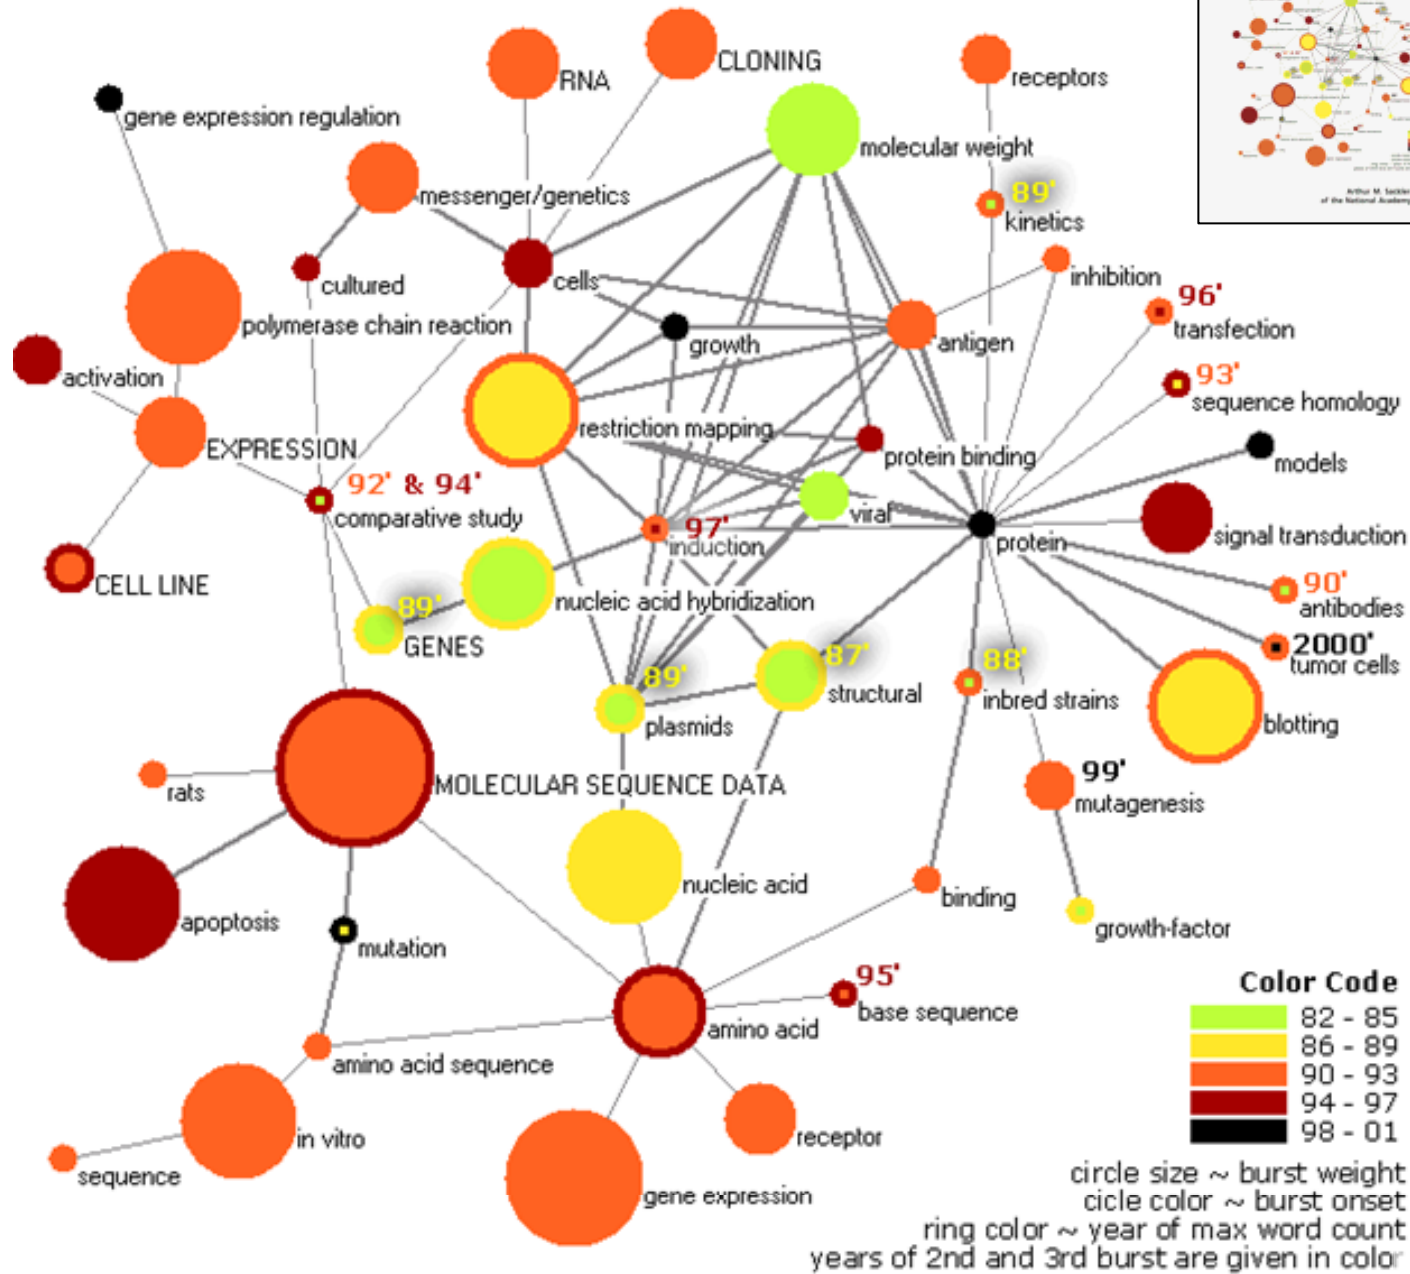 RNA
CLONING
receptors
gene expression regulation
molecular weight
messenger/genetics
89'
kinetics
cultured
cells
inhibition
96'
transfection
polymerase chain reaction
growth
antigen
activation
93'
sequence homology
EXPRESSION
restriction mapping
protein binding
models
92' & 94'
comparative study
viral
97'
induction
protein
signal transduction
CELL LINE
nucleic acid hybridization
90'
antibodies
89'
GENES
2000'
tumor cells
89'
plasmids
87'
structural
88'
inbred strains
blotting
rats
MOLECULAR SEQUENCE DATA
99'
mutagenesis
nucleic acid
binding
apoptosis
mutation
growth-factor
95'
base sequence
amino acid
amino acid sequence
in vitro
receptor
sequence
gene expression
Arthur M. Sackler
of the National Academy
Color Code
82 - 85
86 - 89
90 - 93
94 - 97
98 - 01
circle size ~ burst weight
cicle color ~ burst onset
ring color ~ year of max word count
years of 2nd and 3rd burst are given in color